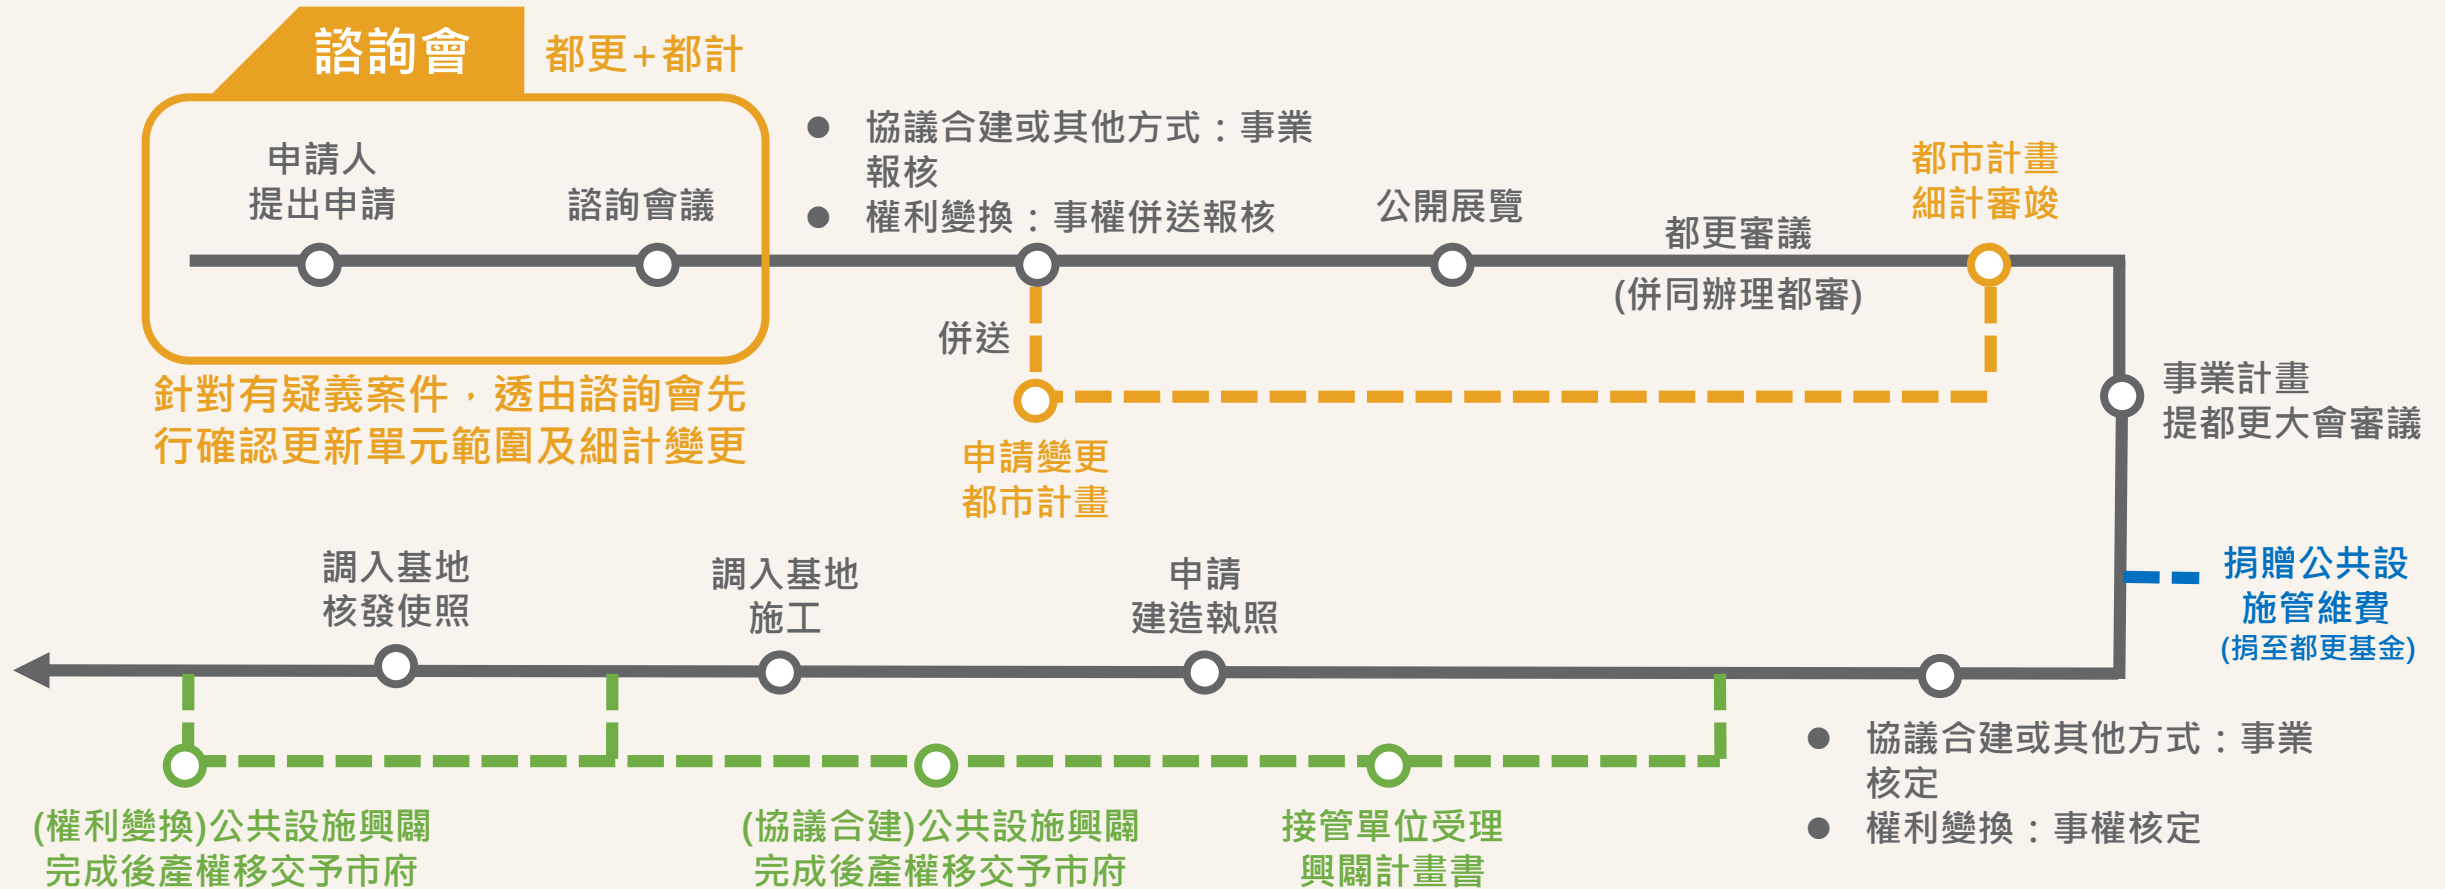 諮詢會
都更+都計
申請人
提出申請
諮詢會議
● 協議合建或其他方式：事業
報核
● 權利變換：事權併送報核
公開展覽
都更審議
(併同辦理都審)
都市計畫
細計審竣
併送
針對有疑義案件，透由諮詢會先
行確認更新單元範圍及細計變更
申請變更
都市計畫
事業計畫
提都更大會審議
捐贈公共設
施管維費
(捐至都更基金)
調入基地
核發使照
調入基地
施工
申請
建造執照
● 協議合建或其他方式：事業
核定
● 權利變換：事權核定
(權利變換)公共設施興闢
完成後產權移交予市府
(協議合建)公共設施興闢
完成後產權移交予市府
接管單位受理
興闢計畫書